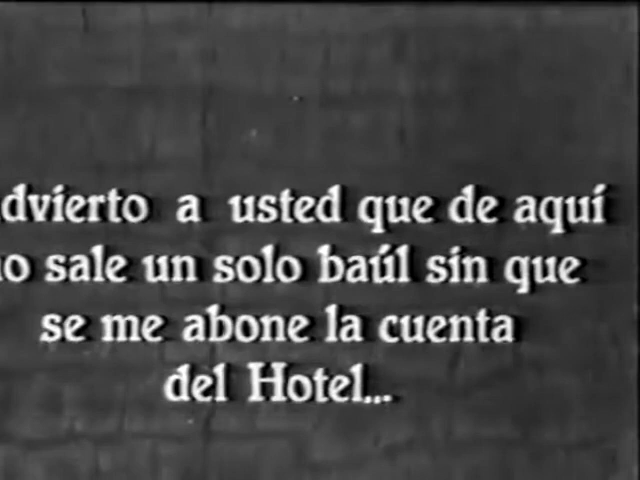 dvierto a usted que de aquí
o sale un solo baúl sin que
se me abone la cuenta
del Hotel...